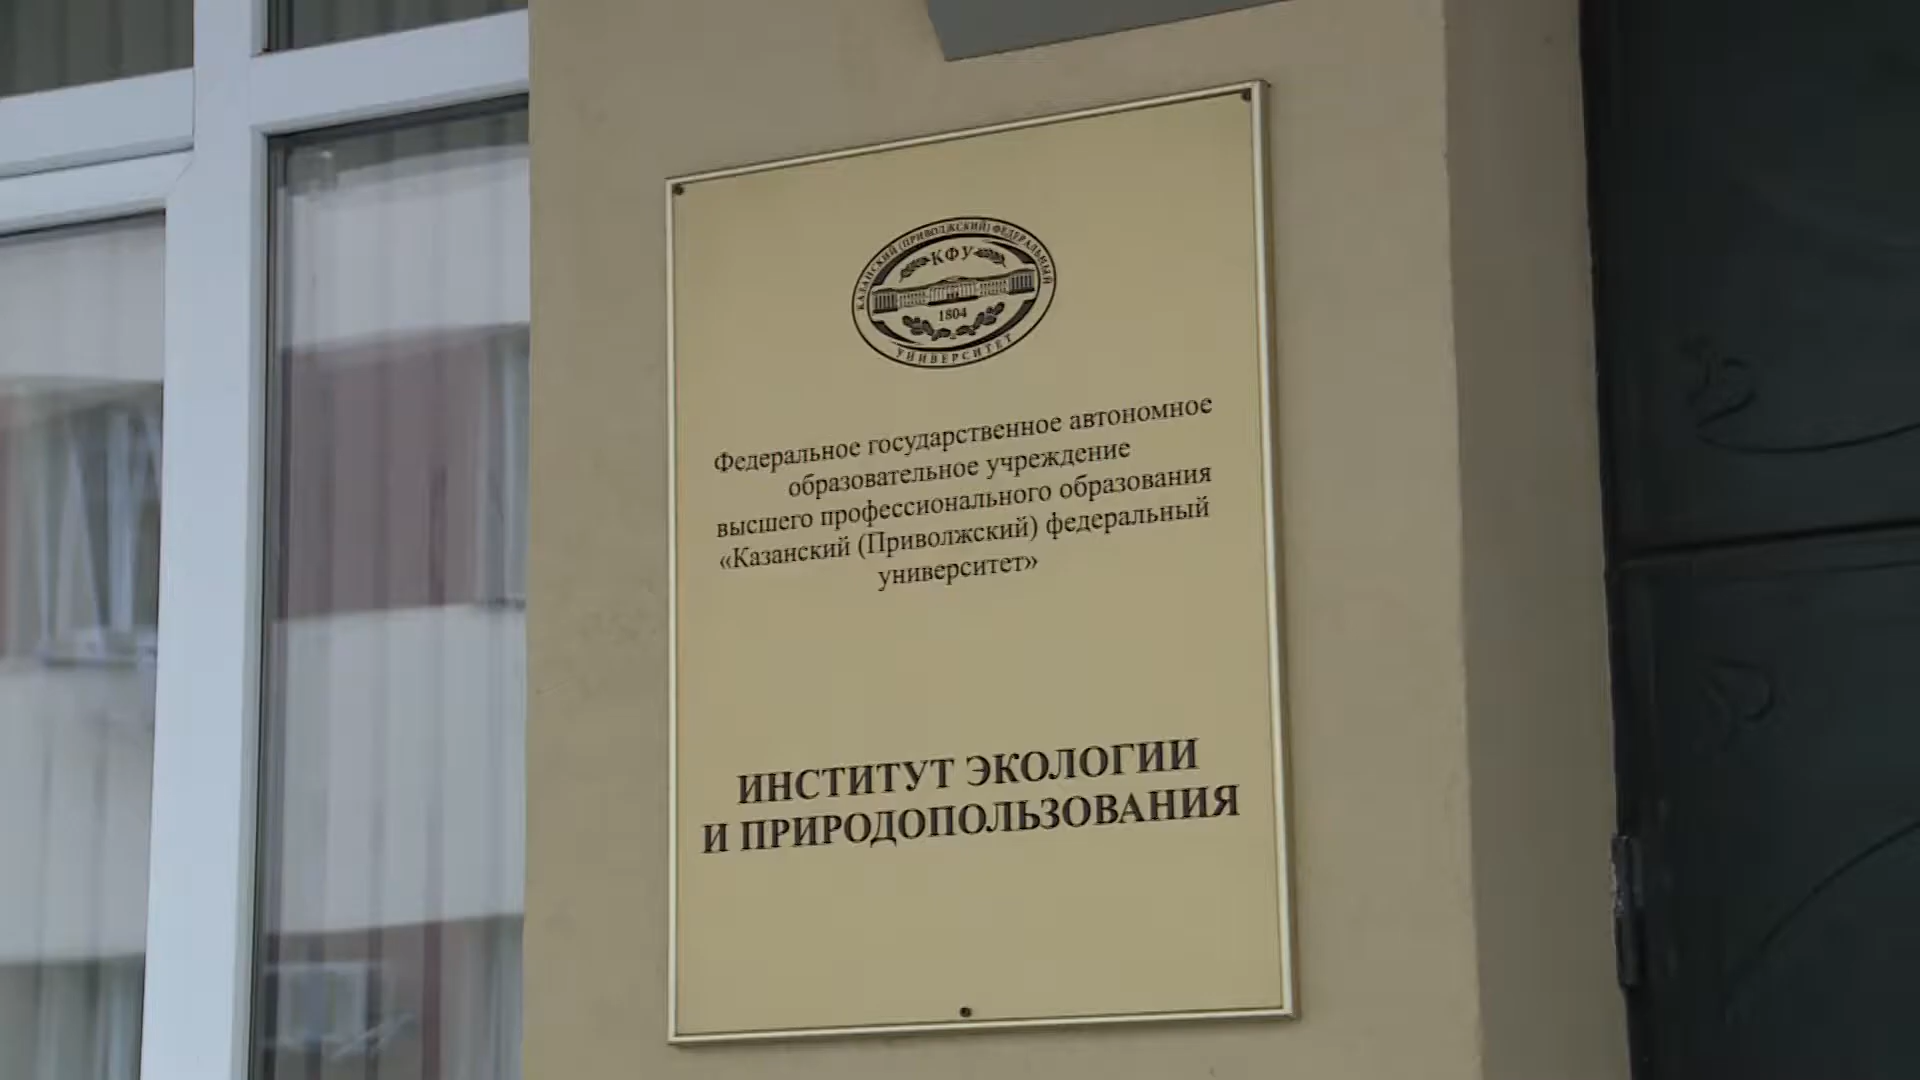 КАЗАНСКИЙ (ПРИВОЛЖСКИЙ) ФЕДЕРАЛЬНЫЙ
КФУ
1804
УНИВЕРСИТЕТ
Федеральное государственное автономное
образовательное учреждение
высшего профессионального образования
«Казанский (Приволжский) федеральный
университет»
ИНСТИТУТ ЭКОЛОГИИ
И ПРИРОДОПОЛЬЗОВАНИЯ